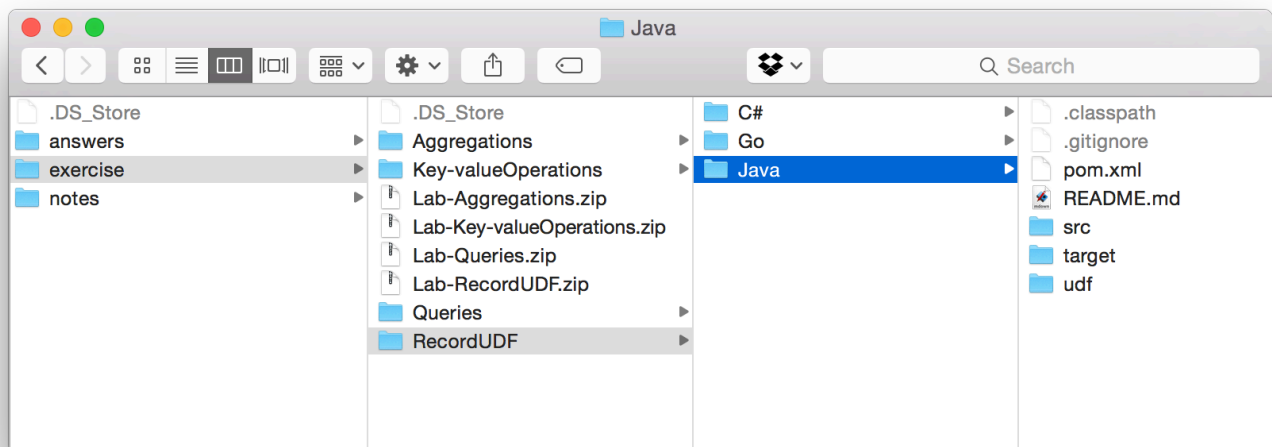 Java
Search
.DS_Store
answers
exercise
notes
.DS_Store
Aggregations
Key-valueOperations
Lab-Aggregations.zip
Lab-Key-valueOperations.zip
Lab-Queries.zip
Lab-RecordUDF.zip
Queries
RecordUDF
C#
Go
Java
.classpath
.gitignore
pom.xml
README.md
src
target
udf